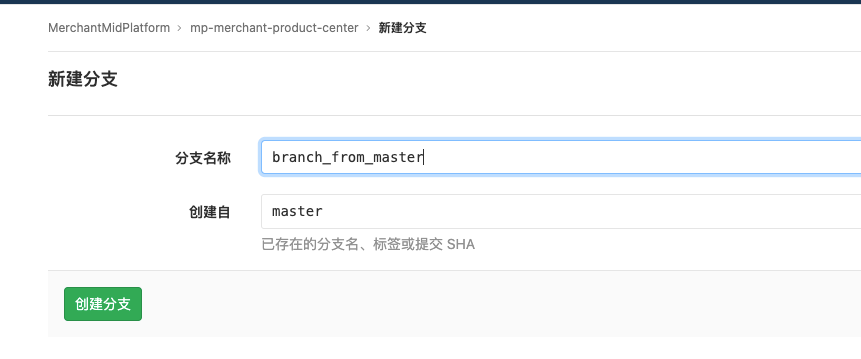 MerchantMidPlatform › mp-merchant-product-center › 新建分支
新建分支
分支名称 branch_from_master
创建自 master
已存在的分支名、标签或提交 SHA
创建分支